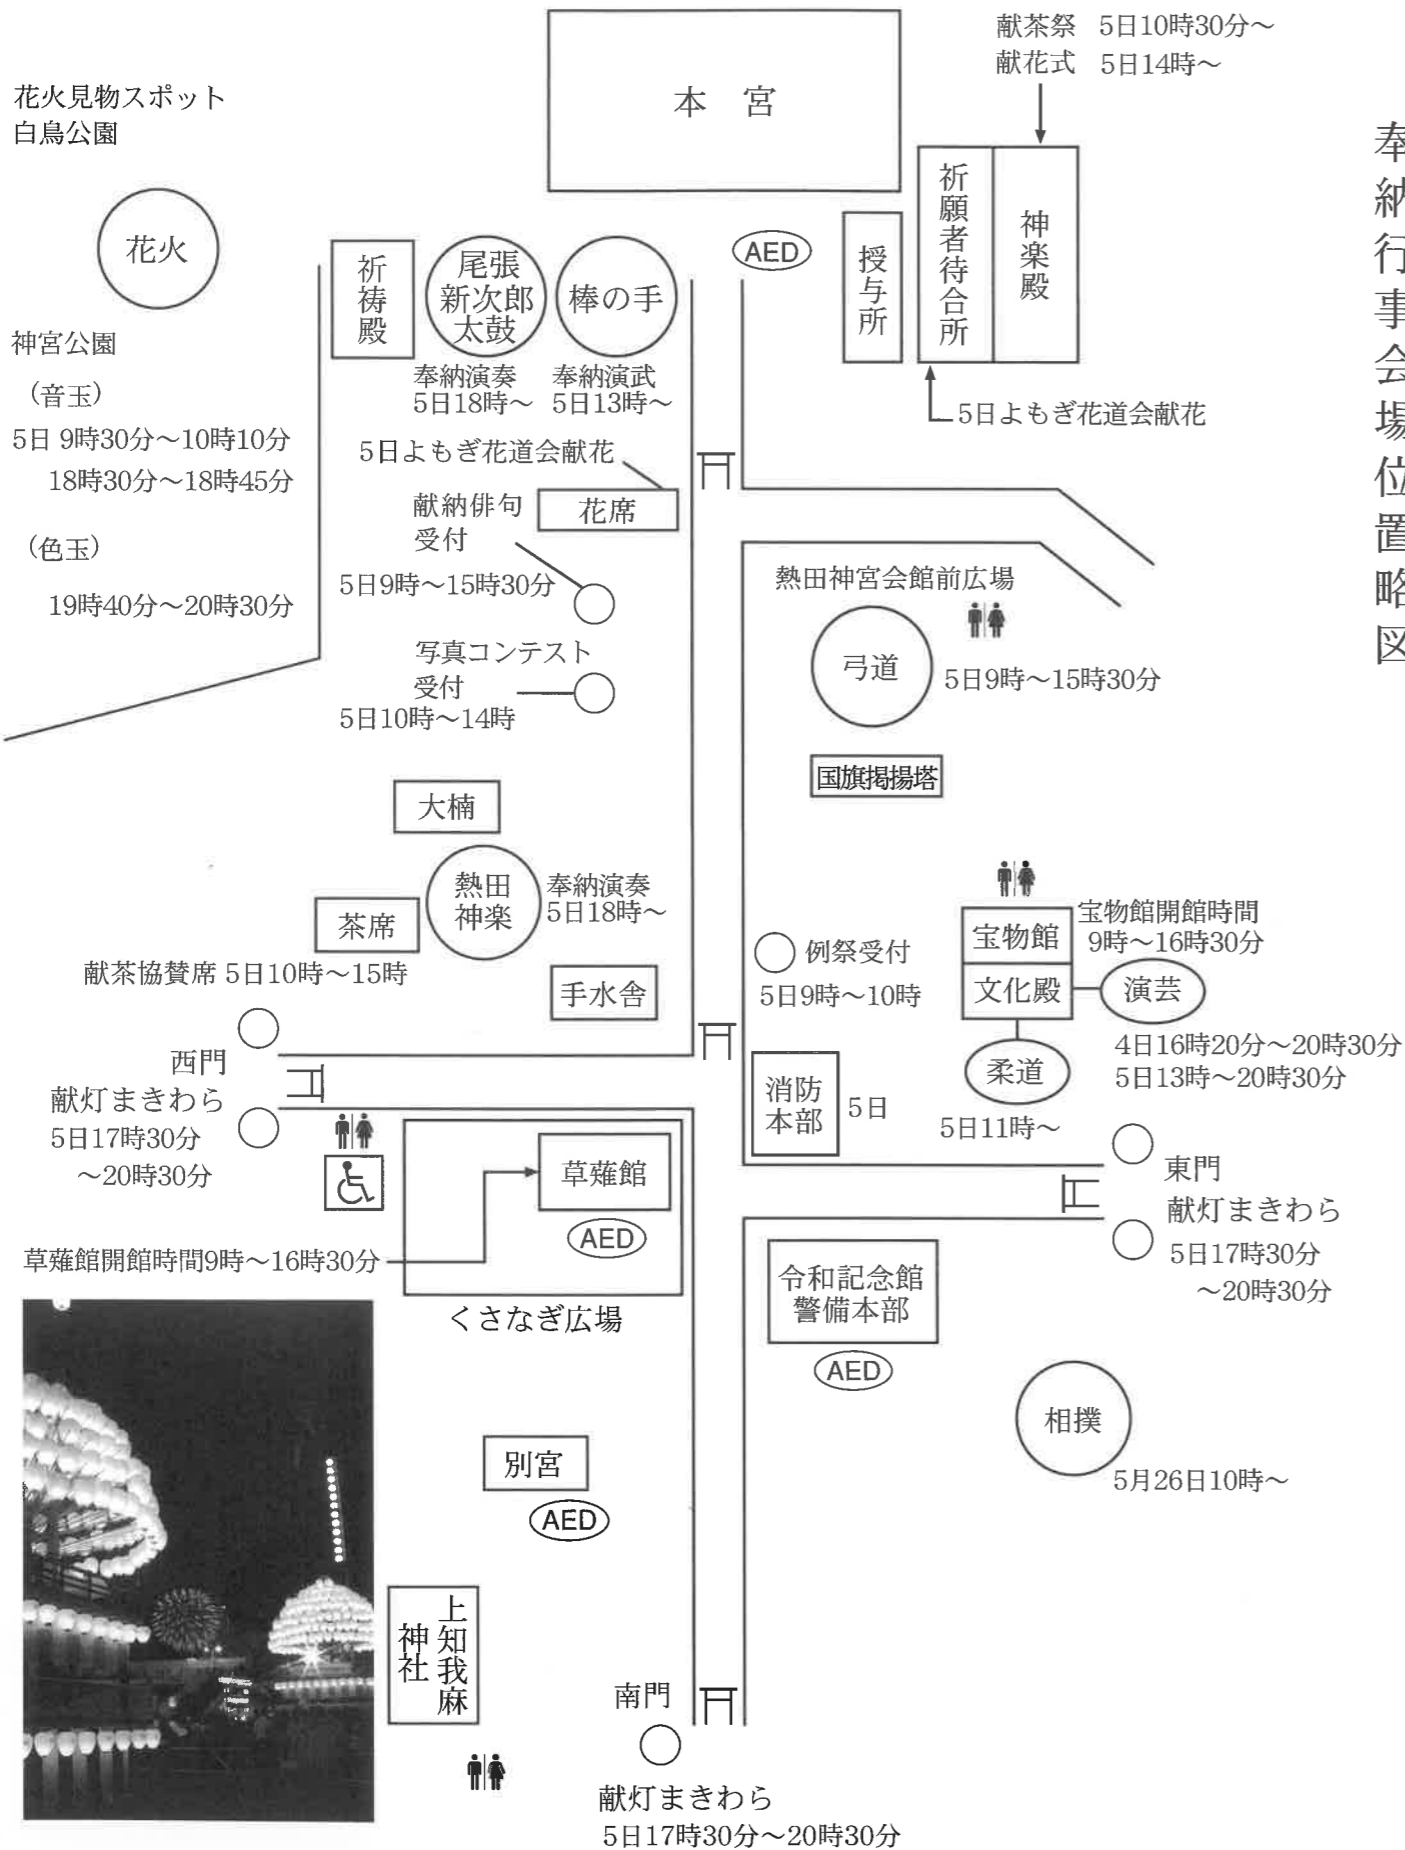 奉納行事会場位置略図
献茶祭 5日10時30分～
献花式 5日14時～
花火見物スポット
白鳥公園
本 宮
花火
祈祷殿
尾張
新次郎
太鼓
棒の手
AED
授与所
祈願者待合所
神楽殿
神宮公園
（音玉）
5日 9時30分～10時10分
18時30分～18時45分
（色玉）
19時40分～20時30分
奉納演奏
5日18時～
奉納演武
5日13時～
5日よもぎ花道会献花
5日よもぎ花道会献花
献納俳句
受付
5日9時～15時30分
花席
写真コンテスト
受付
5日10時～14時
熱田神宮会館前広場
弓道
5日9時～15時30分
国旗掲揚塔
大楠
熱田
神楽
奉納演奏
5日18時～
茶席
献茶協賛席 5日10時～15時
手水舎
例祭受付
5日9時～10時
宝物館
宝物館開館時間
9時～16時30分
文化殿
演芸
4日16時20分～20時30分
5日13時～20時30分
柔道
5日11時～
西門
献灯まきわら
5日17時30分
～20時30分
消防
本部
5日
東門
献灯まきわら
5日17時30分
～20時30分
草薙館
AED
草薙館開館時間9時～16時30分
くさなぎ広場
令和記念館
警備本部
AED
相撲
5月26日10時～
別宮
AED
上知我麻
神社
南門
献灯まきわら
5日17時30分～20時30分